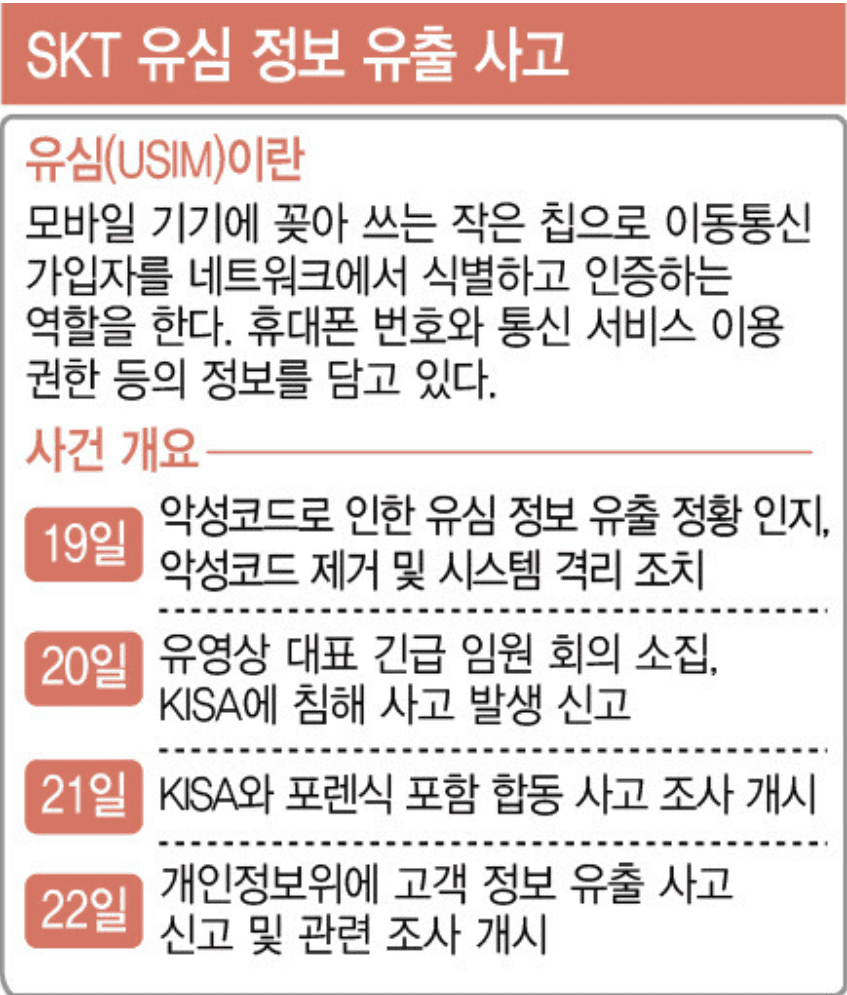 SKT 유심 정보 유출 사고
유심(USIM)이란
모바일 기기에 꽂아 쓰는 작은 칩으로 이동통신
가입자를 네트워크에서 식별하고 인증하는
역할을 한다. 휴대폰 번호와 통신 서비스 이용
권한 등의 정보를 담고 있다.
사건 개요
19일
악성코드로 인한 유심 정보 유출 정황 인지,
악성코드 제거 및 시스템 격리 조치
20일
유영상 대표 긴급 임원 회의 소집,
KISA에 침해 사고 발생 신고
21일
KISA와 포렌식 포함 합동 사고 조사 개시
22일
개인정보위에 고객 정보 유출 사고
신고 및 관련 조사 개시